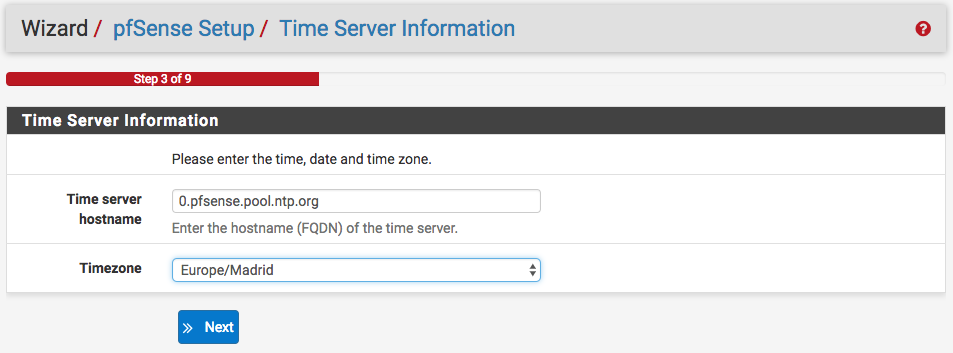 Wizard / pfSense Setup / Time Server Information
Step 3 of 9
Time Server Information
Please enter the time, date and time zone.
Time server hostname
0.pfsense.pool.ntp.org
Enter the hostname (FQDN) of the time server.
Timezone
Europe/Madrid
Next